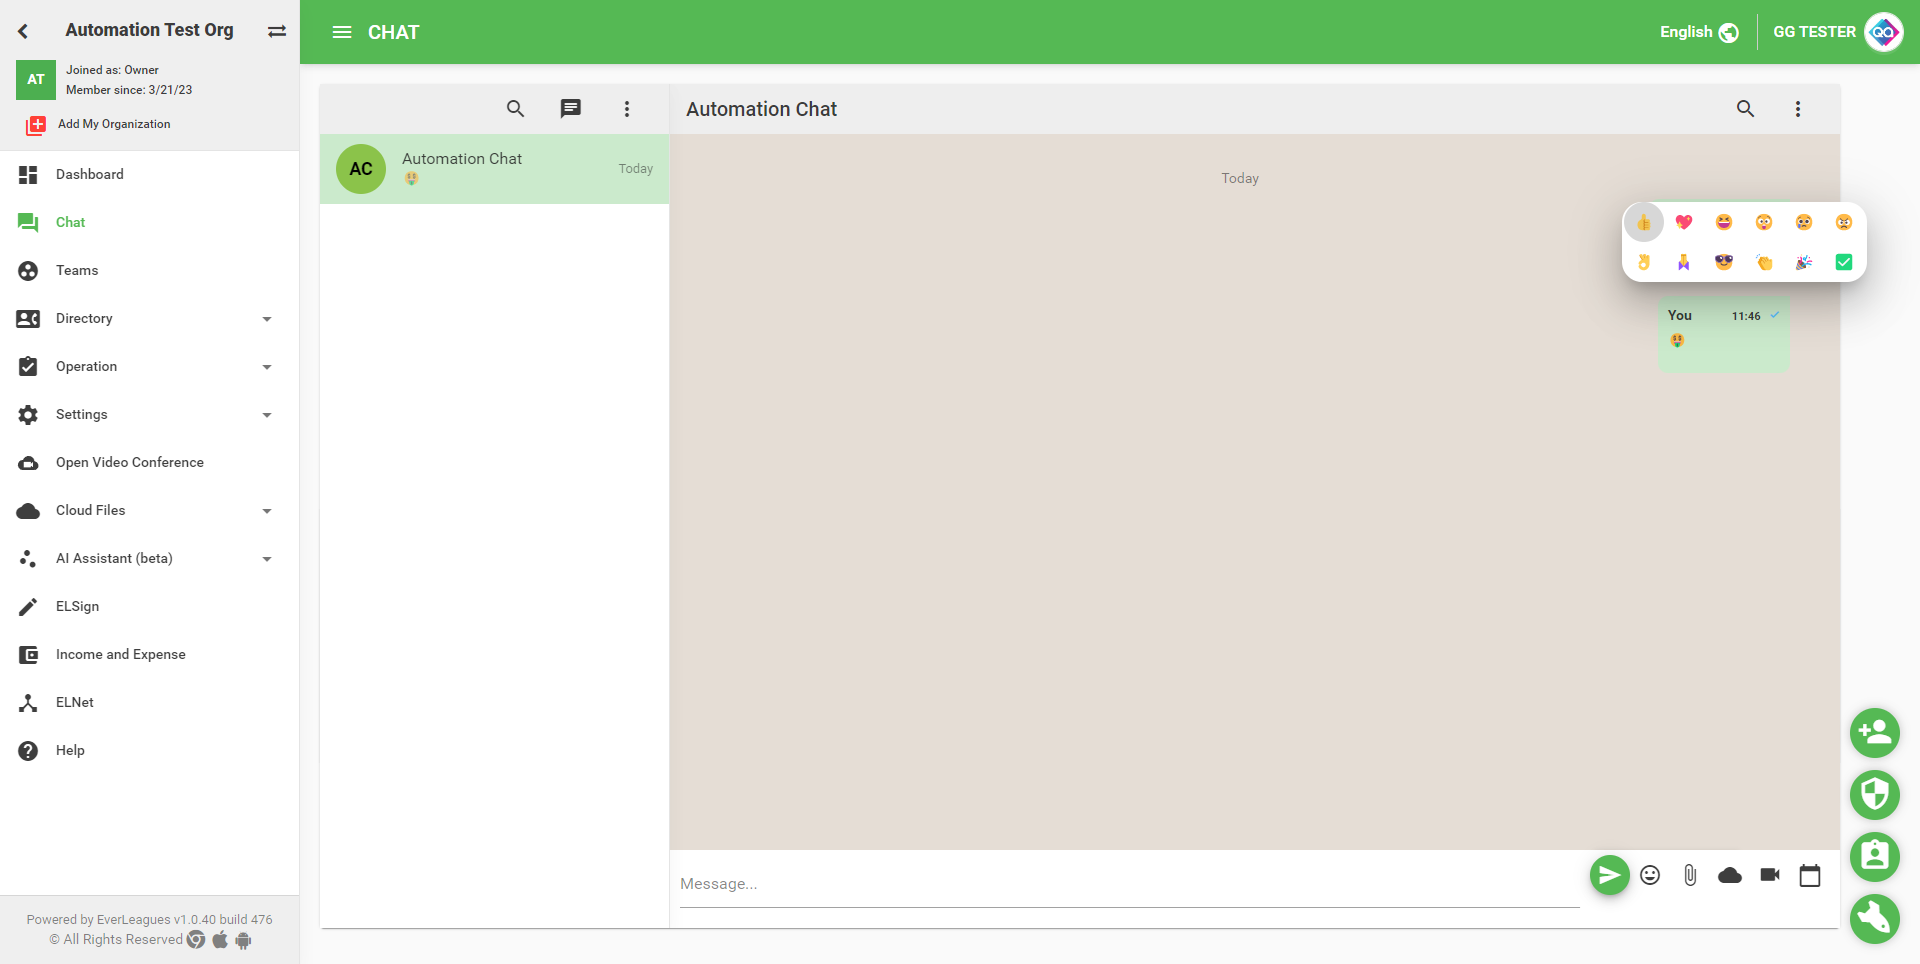 Automation Test Org
AT
Joined as: Owner
Member since: 3/21/23
Add My Organization
Dashboard
Chat
Teams
Directory
Operation
Settings
Open Video Conference
Cloud Files
AI Assistant (beta)
ELSign
Income and Expense
ELNet
Help
Powered by EverLeagues v1.0.40 build 476
© All Rights Reserved
CHAT
English
GG TESTER
QA
AC
Automation Chat
Today
Automation Chat
Today
You
11:46
Message...